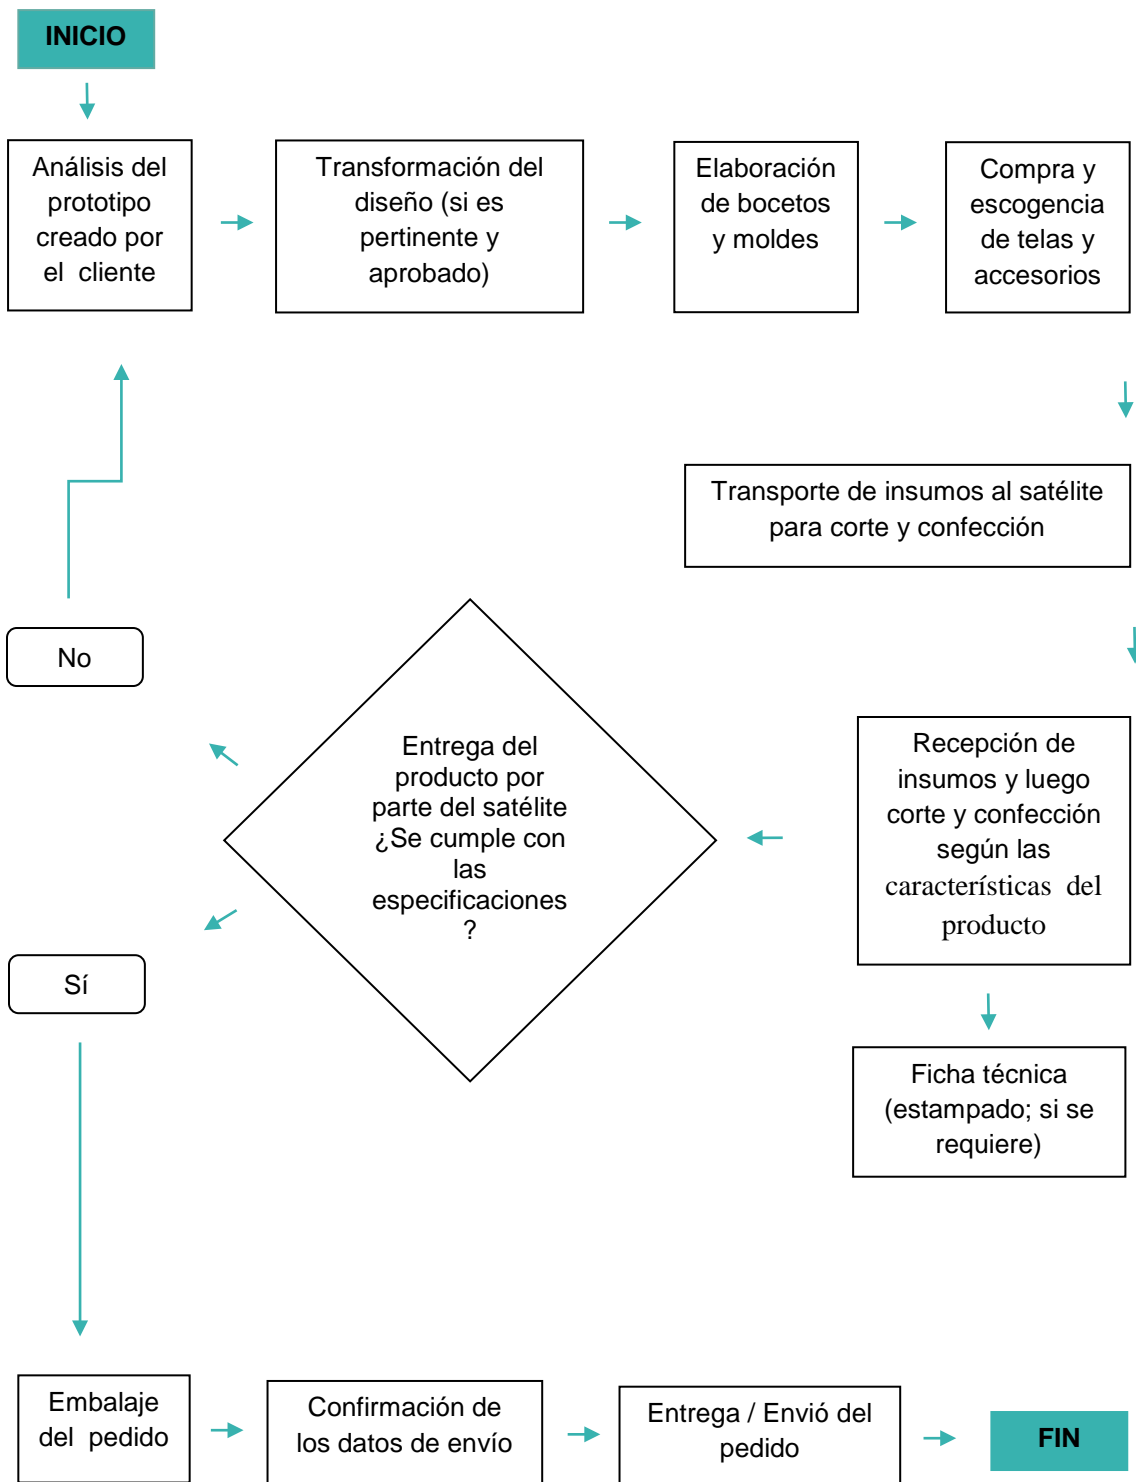 INICIO
Análisis del
prototipo
creado por
el cliente
Transformación del
diseño (si es
pertinente y
aprobado)
Elaboración
de bocetos
y moldes
Compra y
escogencia
de telas y
accesorios
Transporte de insumos al satélite
para corte y confección
No
Entrega del
producto por
parte del satélite
¿Se cumple con
las
especificaciones
?
Recepción de
insumos y luego
corte y confección
según las
característísticas del
producto
Sí
Ficha técnica
(estampado; si se
requiere)
Embalaje
del pedido
Confirmación de
los datos de envío
Entrega / Envió del
pedido
FIN